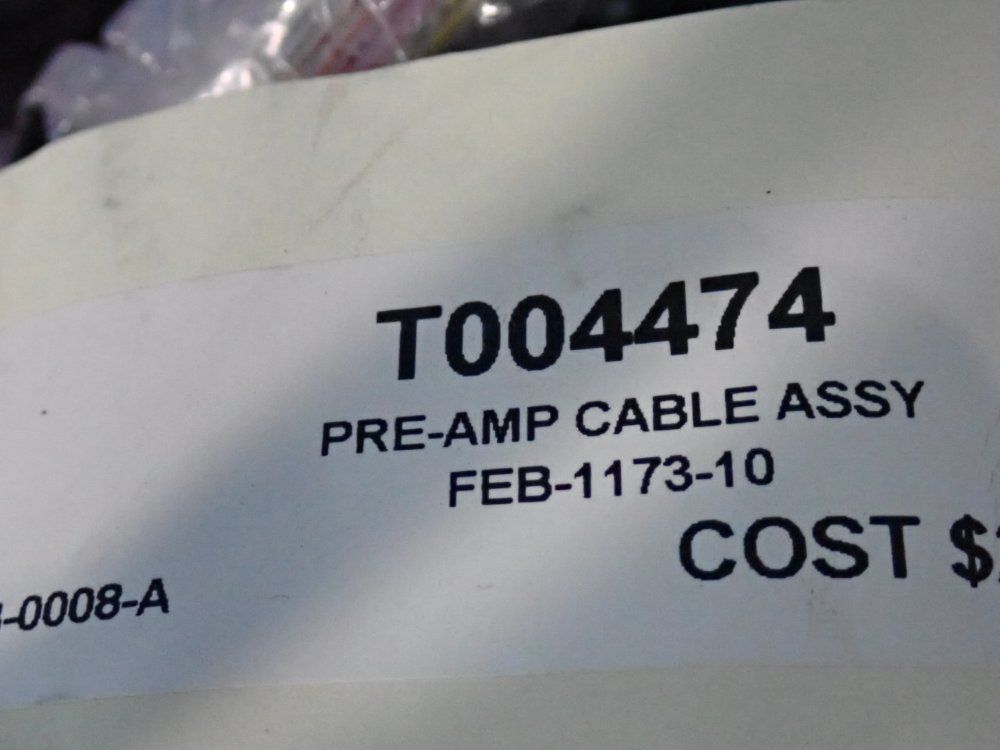 T004474
PRE-AMP CABLE ASSY
FEB-1173-10
COST $
-0008-A